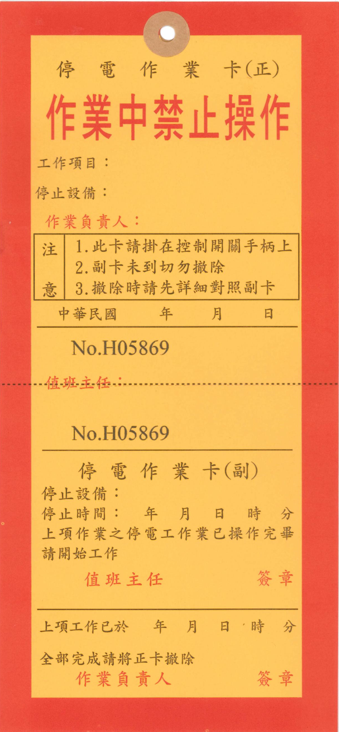 停電作業卡(正)
作業中禁止操作
工作項目：
停止設備：
作業負責人：
注意
1.此卡請掛在控制開關手柄上
2.副卡未到切勿撤除
3.撤除時請先詳細對照副卡
中華民國 年 月 日
No.H05869
值班主任：
No.H05869
停電作業卡(副)
停止設備：
停止時間： 年 月 日 時 分
上項作業之停電工作業已操作完畢
請開始工作
值班主任 簽章
上項工作已於 年 月 日 時 分
全部完成請將正卡撤除
作業負責人 簽章